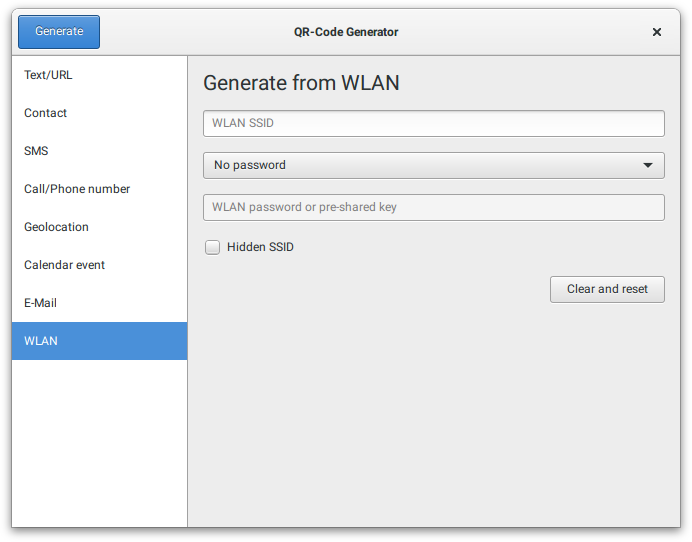 Generate
QR-Code Generator
Text/URL
Contact
SMS
Call/Phone number
Geolocation
Calendar event
E-Mail
WLAN
Generate from WLAN
WLAN SSID
No password
WLAN password or pre-shared key
Hidden SSID
Clear and reset